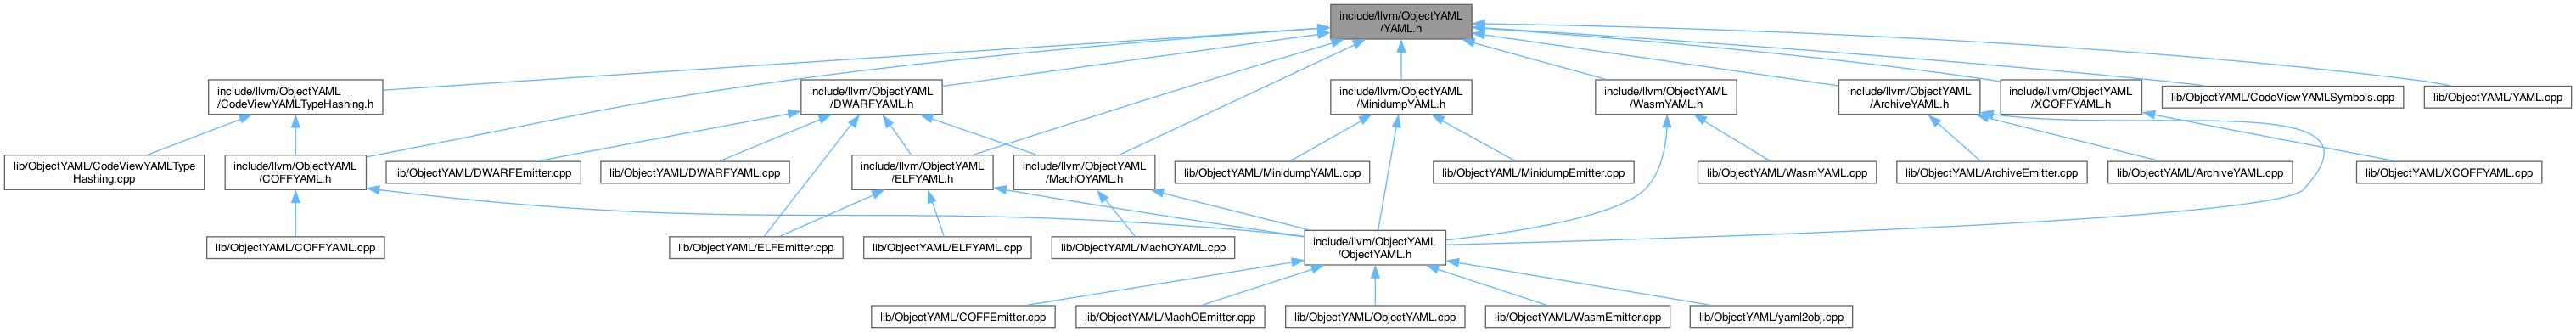 include/llvm/ObjectYAML
/YAML.h
include/llvm/ObjectYAML
/CodeViewYAMLTypeHashing.h
include/llvm/ObjectYAML
/DWARFYAML.h
include/llvm/ObjectYAML
/MinidumpYAML.h
include/llvm/ObjectYAML
/WasmYAML.h
include/llvm/ObjectYAML
/ArchiveYAML.h
include/llvm/ObjectYAML
/XCOFFYAML.h
lib/ObjectYAML/CodeViewYAMLSymbols.cpp
lib/ObjectYAML/YAML.cpp
lib/ObjectYAML/CodeViewYAMLType
Hashing.cpp
include/llvm/ObjectYAML
/COFFYAML.h
lib/ObjectYAML/DWARFEmitter.cpp
lib/ObjectYAML/DWARFYAML.cpp
include/llvm/ObjectYAML
/ELFYAML.h
include/llvm/ObjectYAML
/MachOYAML.h
lib/ObjectYAML/MinidumpYAML.cpp
lib/ObjectYAML/MinidumpEmitter.cpp
lib/ObjectYAML/WasmYAML.cpp
lib/ObjectYAML/ArchiveEmitter.cpp
lib/ObjectYAML/ArchiveYAML.cpp
lib/ObjectYAML/XCOFFYAML.cpp
lib/ObjectYAML/COFFYAML.cpp
lib/ObjectYAML/ELFEmitter.cpp
lib/ObjectYAML/ELFYAML.cpp
lib/ObjectYAML/MachOYAML.cpp
include/llvm/ObjectYAML
/ObjectYAML.h
lib/ObjectYAML/COFFEmitter.cpp
lib/ObjectYAML/MachOEmitter.cpp
lib/ObjectYAML/ObjectYAML.cpp
lib/ObjectYAML/WasmEmitter.cpp
lib/ObjectYAML/yaml2obj.cpp